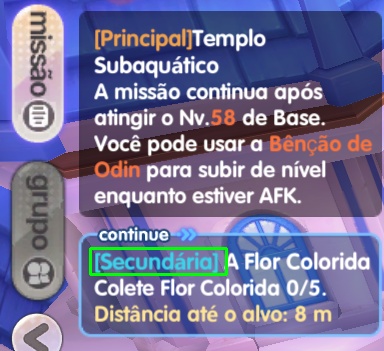 missão
[Principal]Templo
Subaquático
A missão continua após
atingir o Nv.58 de Base.
Você pode usar a Bênção de
Odin para subir de nível
enquanto estiver AFK.
grupo
continue
[Secundária] A Flor Colorida
Colete Flor Colorida 0/5.
Distância até o alvo: 8 m